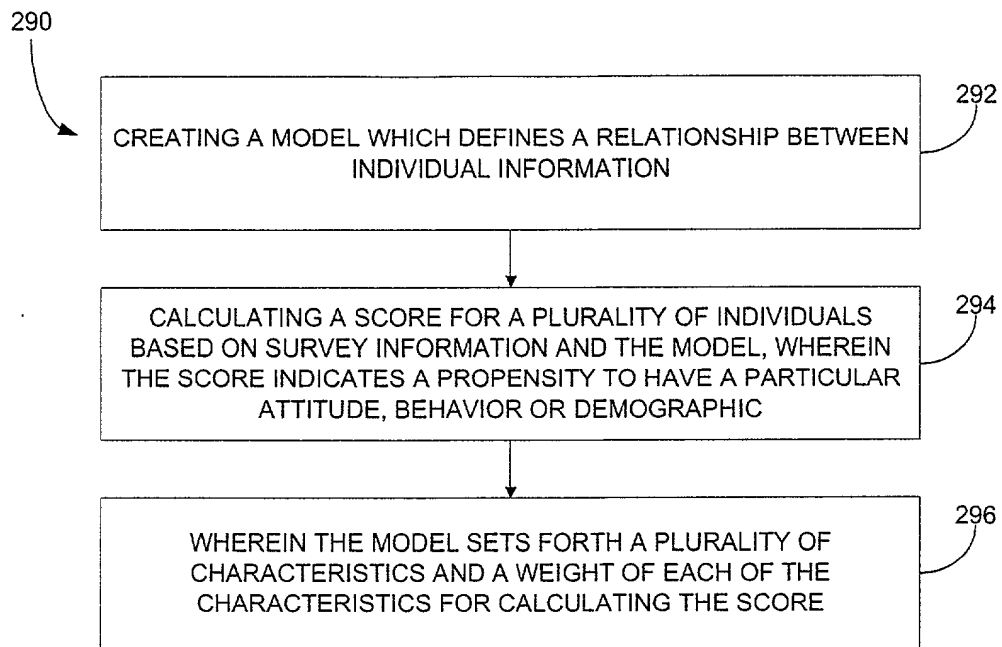 290
292
CREATING A MODEL WHICH DEFINES A RELATIONSHIP BETWEEN
INDIVIDUAL INFORMATION
294
CALCULATING A SCORE FOR A PLURALITY OF INDIVIDUALS
BASED ON SURVEY INFORMATION AND THE MODEL, WHEREIN
THE SCORE INDICATES A PROPENSITY TO HAVE A PARTICULAR
ATTITUDE, BEHAVIOR OR DEMOGRAPHIC
296
WHEREIN THE MODEL SETS FORTH A PLURALITY OF
CHARACTERISTICS AND A WEIGHT OF EACH OF THE
CHARACTERISTICS FOR CALCULATING THE SCORE